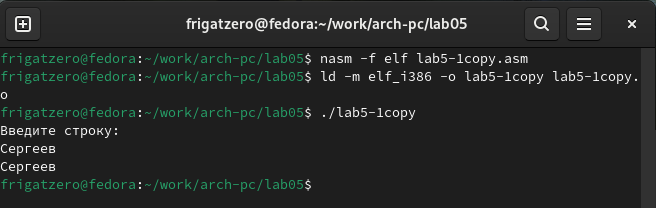 frigatzero@fedora:~/work/arch-pc/lab05
frigatzero@fedora:~/work/arch-pc/lab05$ nasm -f elf lab5-1copy.asm
frigatzero@fedora:~/work/arch-pc/lab05$ ld -m elf_i386 -o lab5-1copy lab5-1copy.
o
frigatzero@fedora:~/work/arch-pc/lab05$ ./lab5-1copy
Введите строку:
Сергеев
Сергеев
frigatzero@fedora:~/work/arch-pc/lab05$